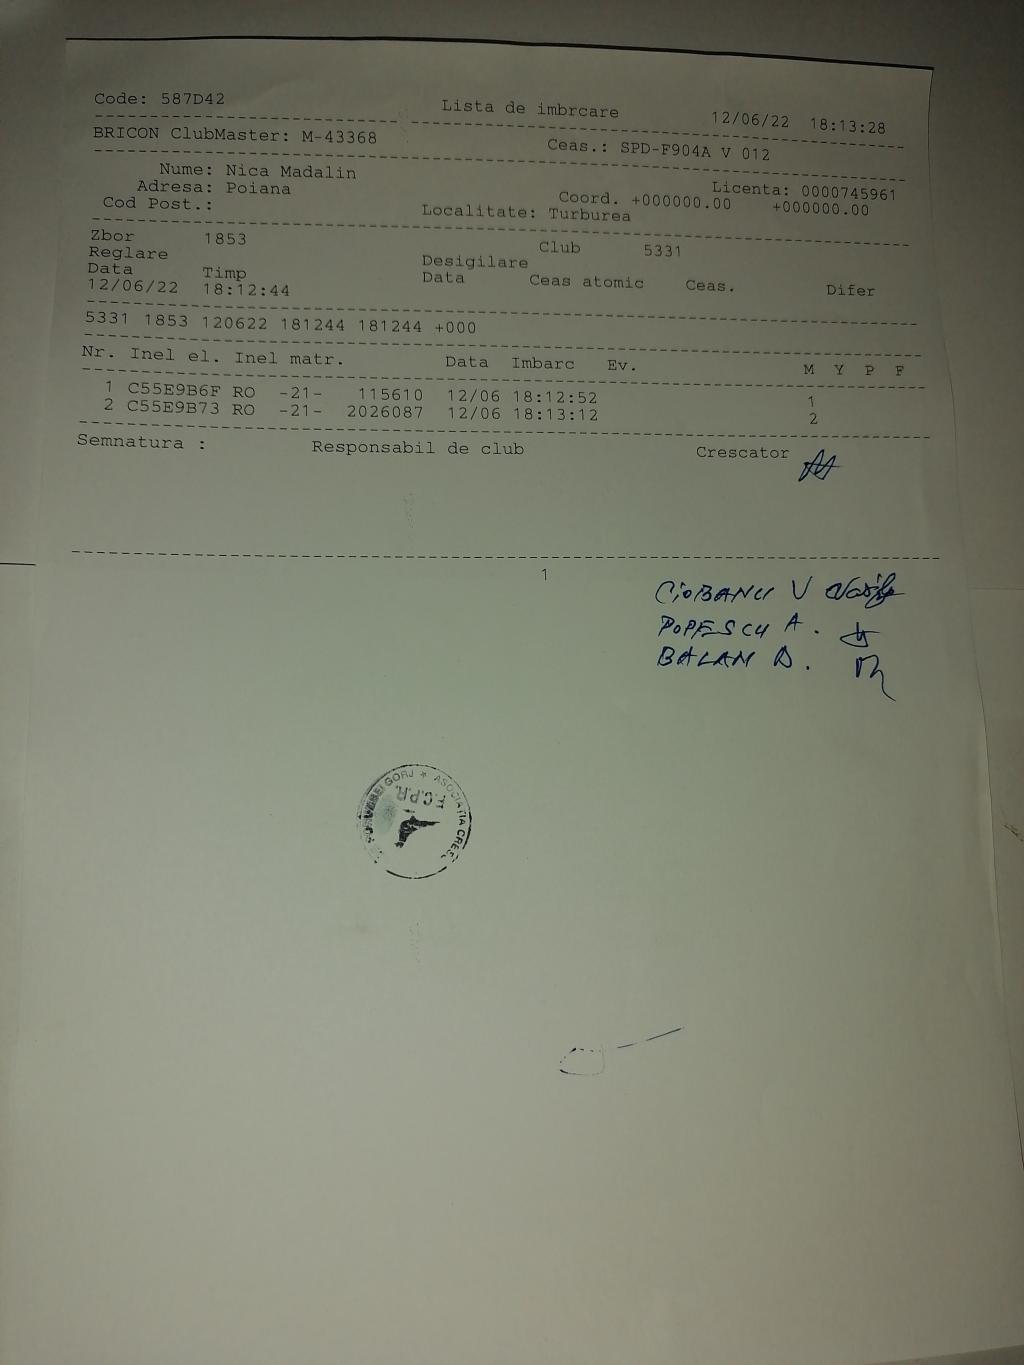 Code: 587D42 Lista de imbrcare 12/06/22 18:13:28
BRICON ClubMaster: M-43368 Ceas.: SPD-F904A V 012
Nume: Nica Madalin Licenta: 0000745961
Adresa: Poiana Coord. +000000.00 +000000.00
Cod Post.: Localitate: Turburea
Zbor 1853 Club 5331
Reglare Desigilare
Data Timp Data Ceas atomic Ceas. Difer
12/06/22 18:12:44
5331 1853 120622 181244 181244 +000
Nr. Inel el. Inel matr. Data Imbarc Ev. M Y P F
1 C55E9B6F RO -21- 115610 12/06 18:12:52 1
2 C55E9B73 RO -21- 2026087 12/06 18:13:12 2
Semnatura : Responsabil de club Crescator
1
CIOBANU V Vasile
POPESCU A.
BALAN D.
GORJ * ASOCIATIA CRESC
F.C.P.R.